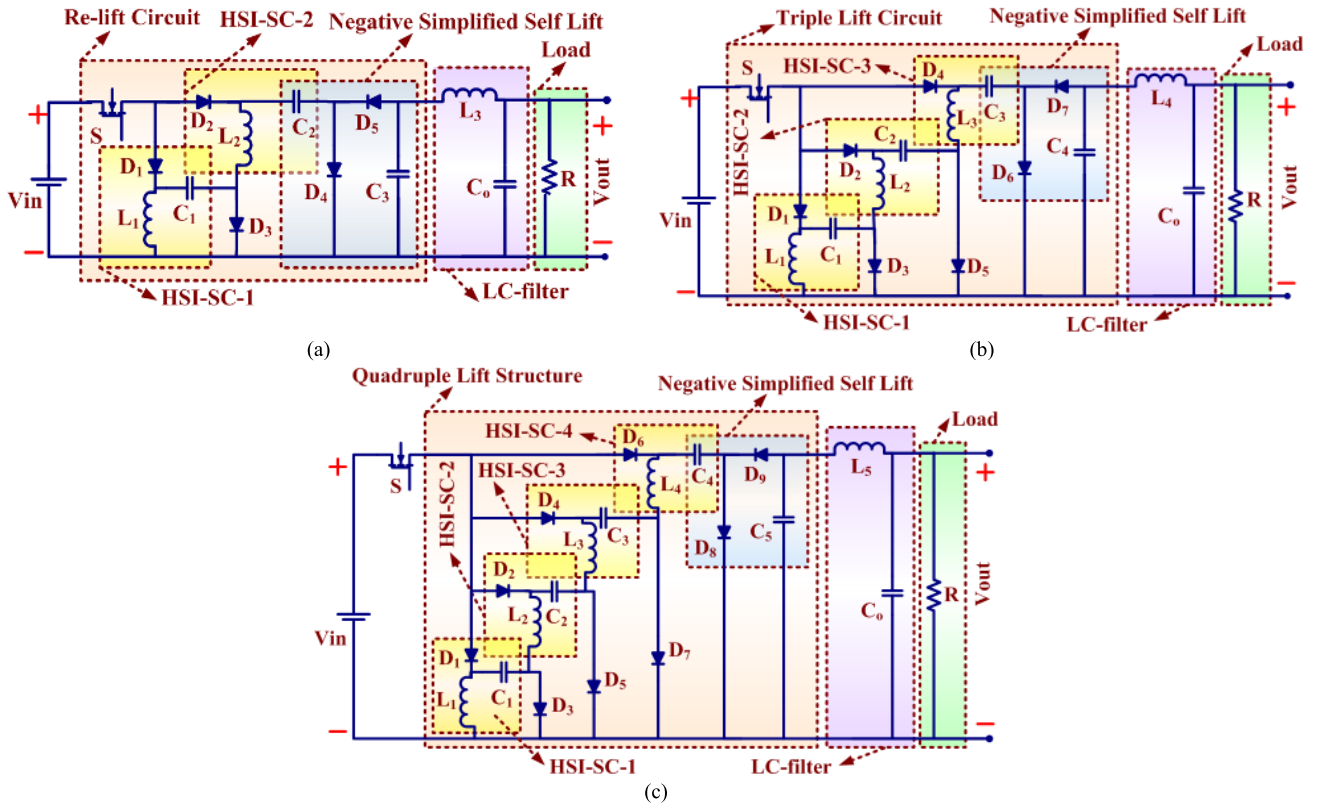 Re-lift Circuit
HSI-SC-2
Negative Simplified Self Lift
Load
S
D2
C2
D5
L3
L2
D1
D4
C3
Co
R
Vout
Vin
+
−
+
−
L1
C1
D3
HSI-SC-1
LC-filter
(a)
Triple Lift Circuit
Negative Simplified Self Lift
Load
S
HSI-SC-3
D4
C3
D7
L4
L3
HSI-SC-2
C2
D2
L2
D6
C4
Co
R
Vout
Vin
+
−
+
−
D1
C1
L1
D3
D5
HSI-SC-1
LC-filter
(b)
Quadruple Lift Structure
Negative Simplified Self Lift
Load
HSI-SC-4
D6
C4
D9
L5
S
HSI-SC-2
HSI-SC-3
L4
D4
C3
L3
D8
C5
D2
C2
L2
Co
R
Vout
Vin
+
−
+
−
D1
C1
L1
D3
D5
D7
HSI-SC-1
LC-filter
(c)